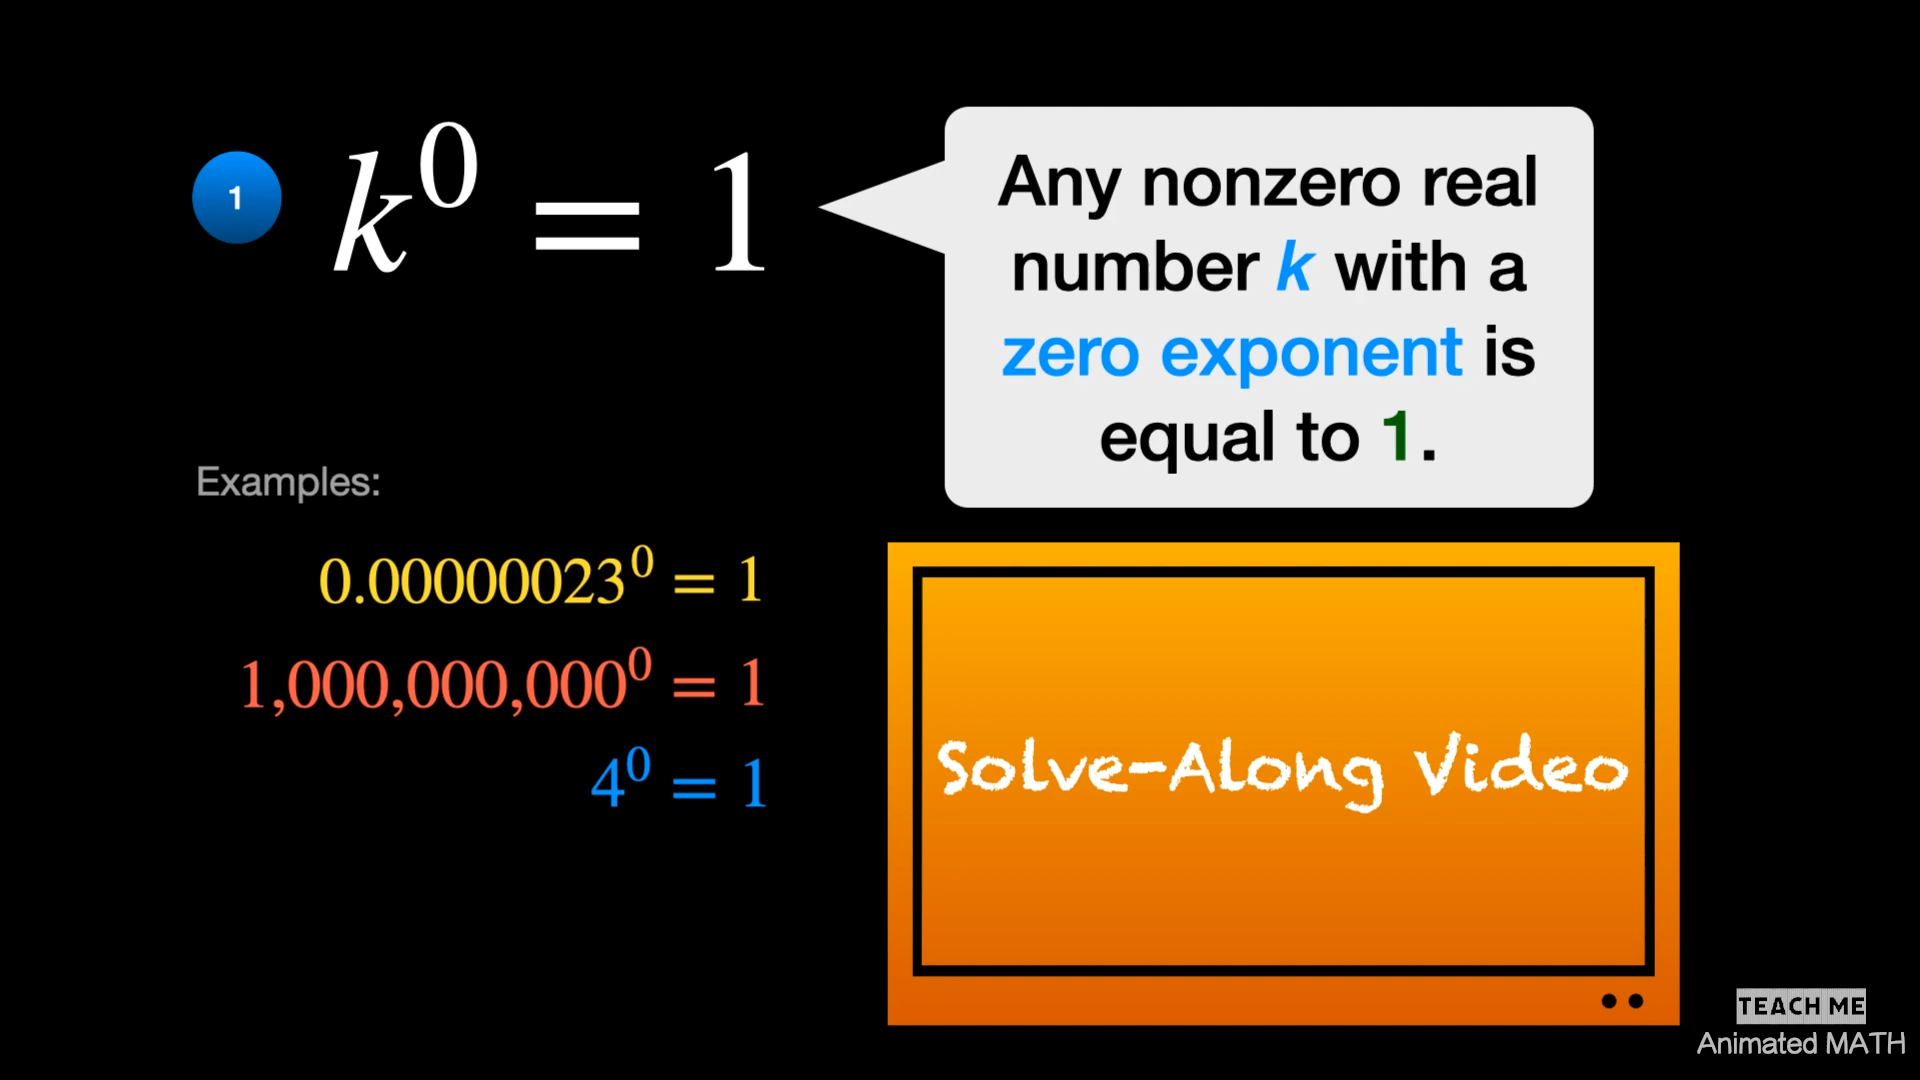 1
k⁰ = 1
Any nonzero real
number k with a
zero exponent is
equal to 1.
Examples:
0.00000023⁰ = 1
1,000,000,000⁰ = 1
4⁰ = 1
Solve-Along Video
TEACH ME
Animated MATH